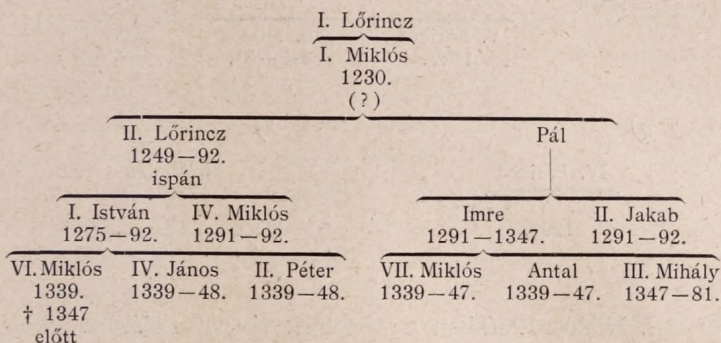 I. Lőrincz
I. Miklós
1230.
(?)
II. Lőrincz Pál
1249—92.
ispán
I. István IV. Miklós Imre II. Jakab
1275—92. 1291—92. 1291—1347. 1291—92.
VI. Miklós IV. János II. Péter VII. Miklós Antal III. Mihály
1339. 1339—48. 1339—48. 1339—47. 1339—47. 1347—81.
† 1347
előtt